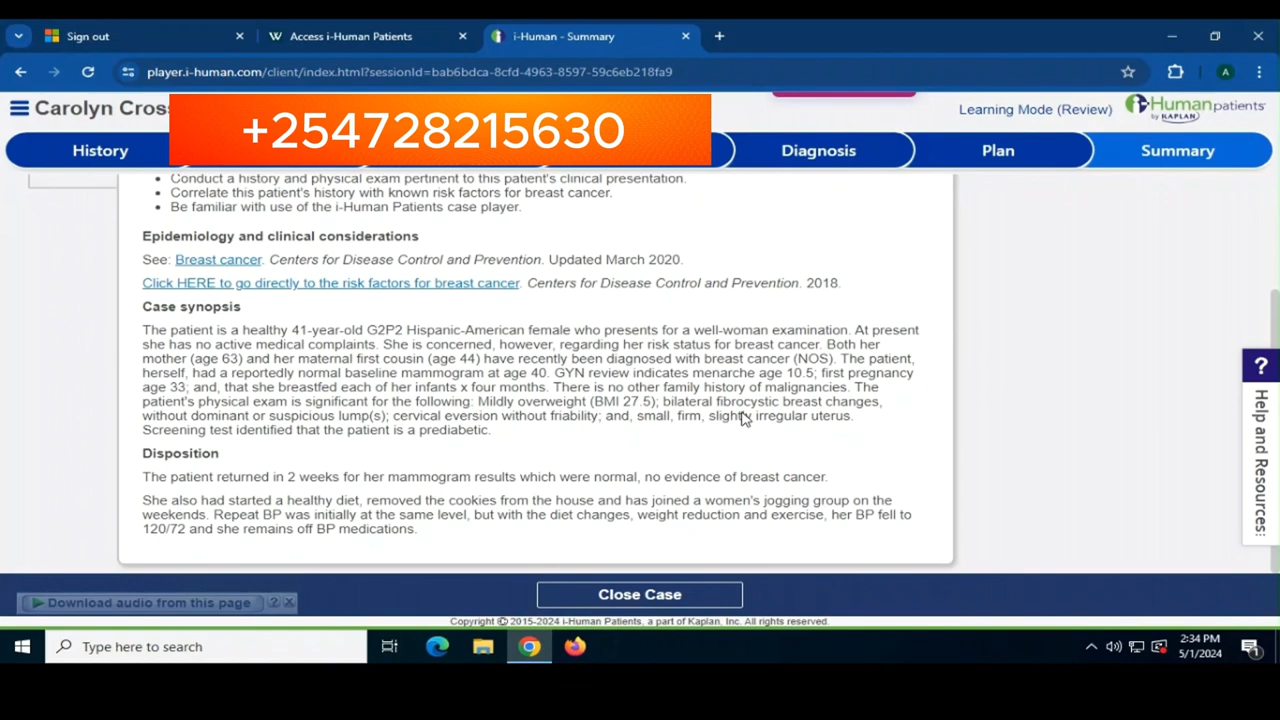 Sign out
Access i-Human Patients
i-Human - Summary
player.i-human.com/client/index.html?sessionId=bab6bdca-8cfd-4963-8597-59c6eb218fa9
A
Carolyn Cross
+254728215630
Learning Mode (Review)
i-Human patients
by KAPLAN
History
Diagnosis
Plan
Summary
• Conduct a history and physical exam pertinent to this patient's clinical presentation.
• Correlate this patient's history with known risk factors for breast cancer.
• Be familiar with use of the i-Human Patients case player.
Epidemiology and clinical considerations
See: Breast cancer. Centers for Disease Control and Prevention. Updated March 2020.
Click HERE to go directly to the risk factors for breast cancer. Centers for Disease Control and Prevention. 2018.
Case synopsis
The patient is a healthy 41-year-old G2P2 Hispanic-American female who presents for a well-woman examination. At present
she has no active medical complaints. She is concerned, however, regarding her risk status for breast cancer. Both her
mother (age 63) and her maternal first cousin (age 44) have recently been diagnosed with breast cancer (NOS). The patient,
herself, had a reportedly normal baseline mammogram at age 40. GYN review indicates menarche age 10.5; first pregnancy
age 33; and, that she breastfed each of her infants x four months. There is no other family history of malignancies. The
patient's physical exam is significant for the following: Mildly overweight (BMI 27.5); bilateral fibrocystic breast changes,
without dominant or suspicious lump(s); cervical eversion without friability; and, small, firm, slightly irregular uterus.
Screening test identified that the patient is a prediabetic.
Disposition
The patient returned in 2 weeks for her mammogram results which were normal, no evidence of breast cancer.
She also had started a healthy diet, removed the cookies from the house and has joined a women's jogging group on the
weekends. Repeat BP was initially at the same level, but with the diet changes, weight reduction and exercise, her BP fell to
120/72 and she remains off BP medications.
? Help and Resources:
Download audio from this page ? x
Close Case
Copyright © 2015-2024 i-Human Patients, a part of Kaplan, Inc. All rights reserved.
Type here to search
2:34 PM
5/1/2024
1